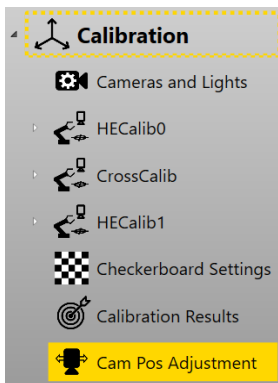 Calibration
Cameras and Lights
HECalib0
CrossCalib
HECalib1
Checkerboard Settings
Calibration Results
Cam Pos Adjustment